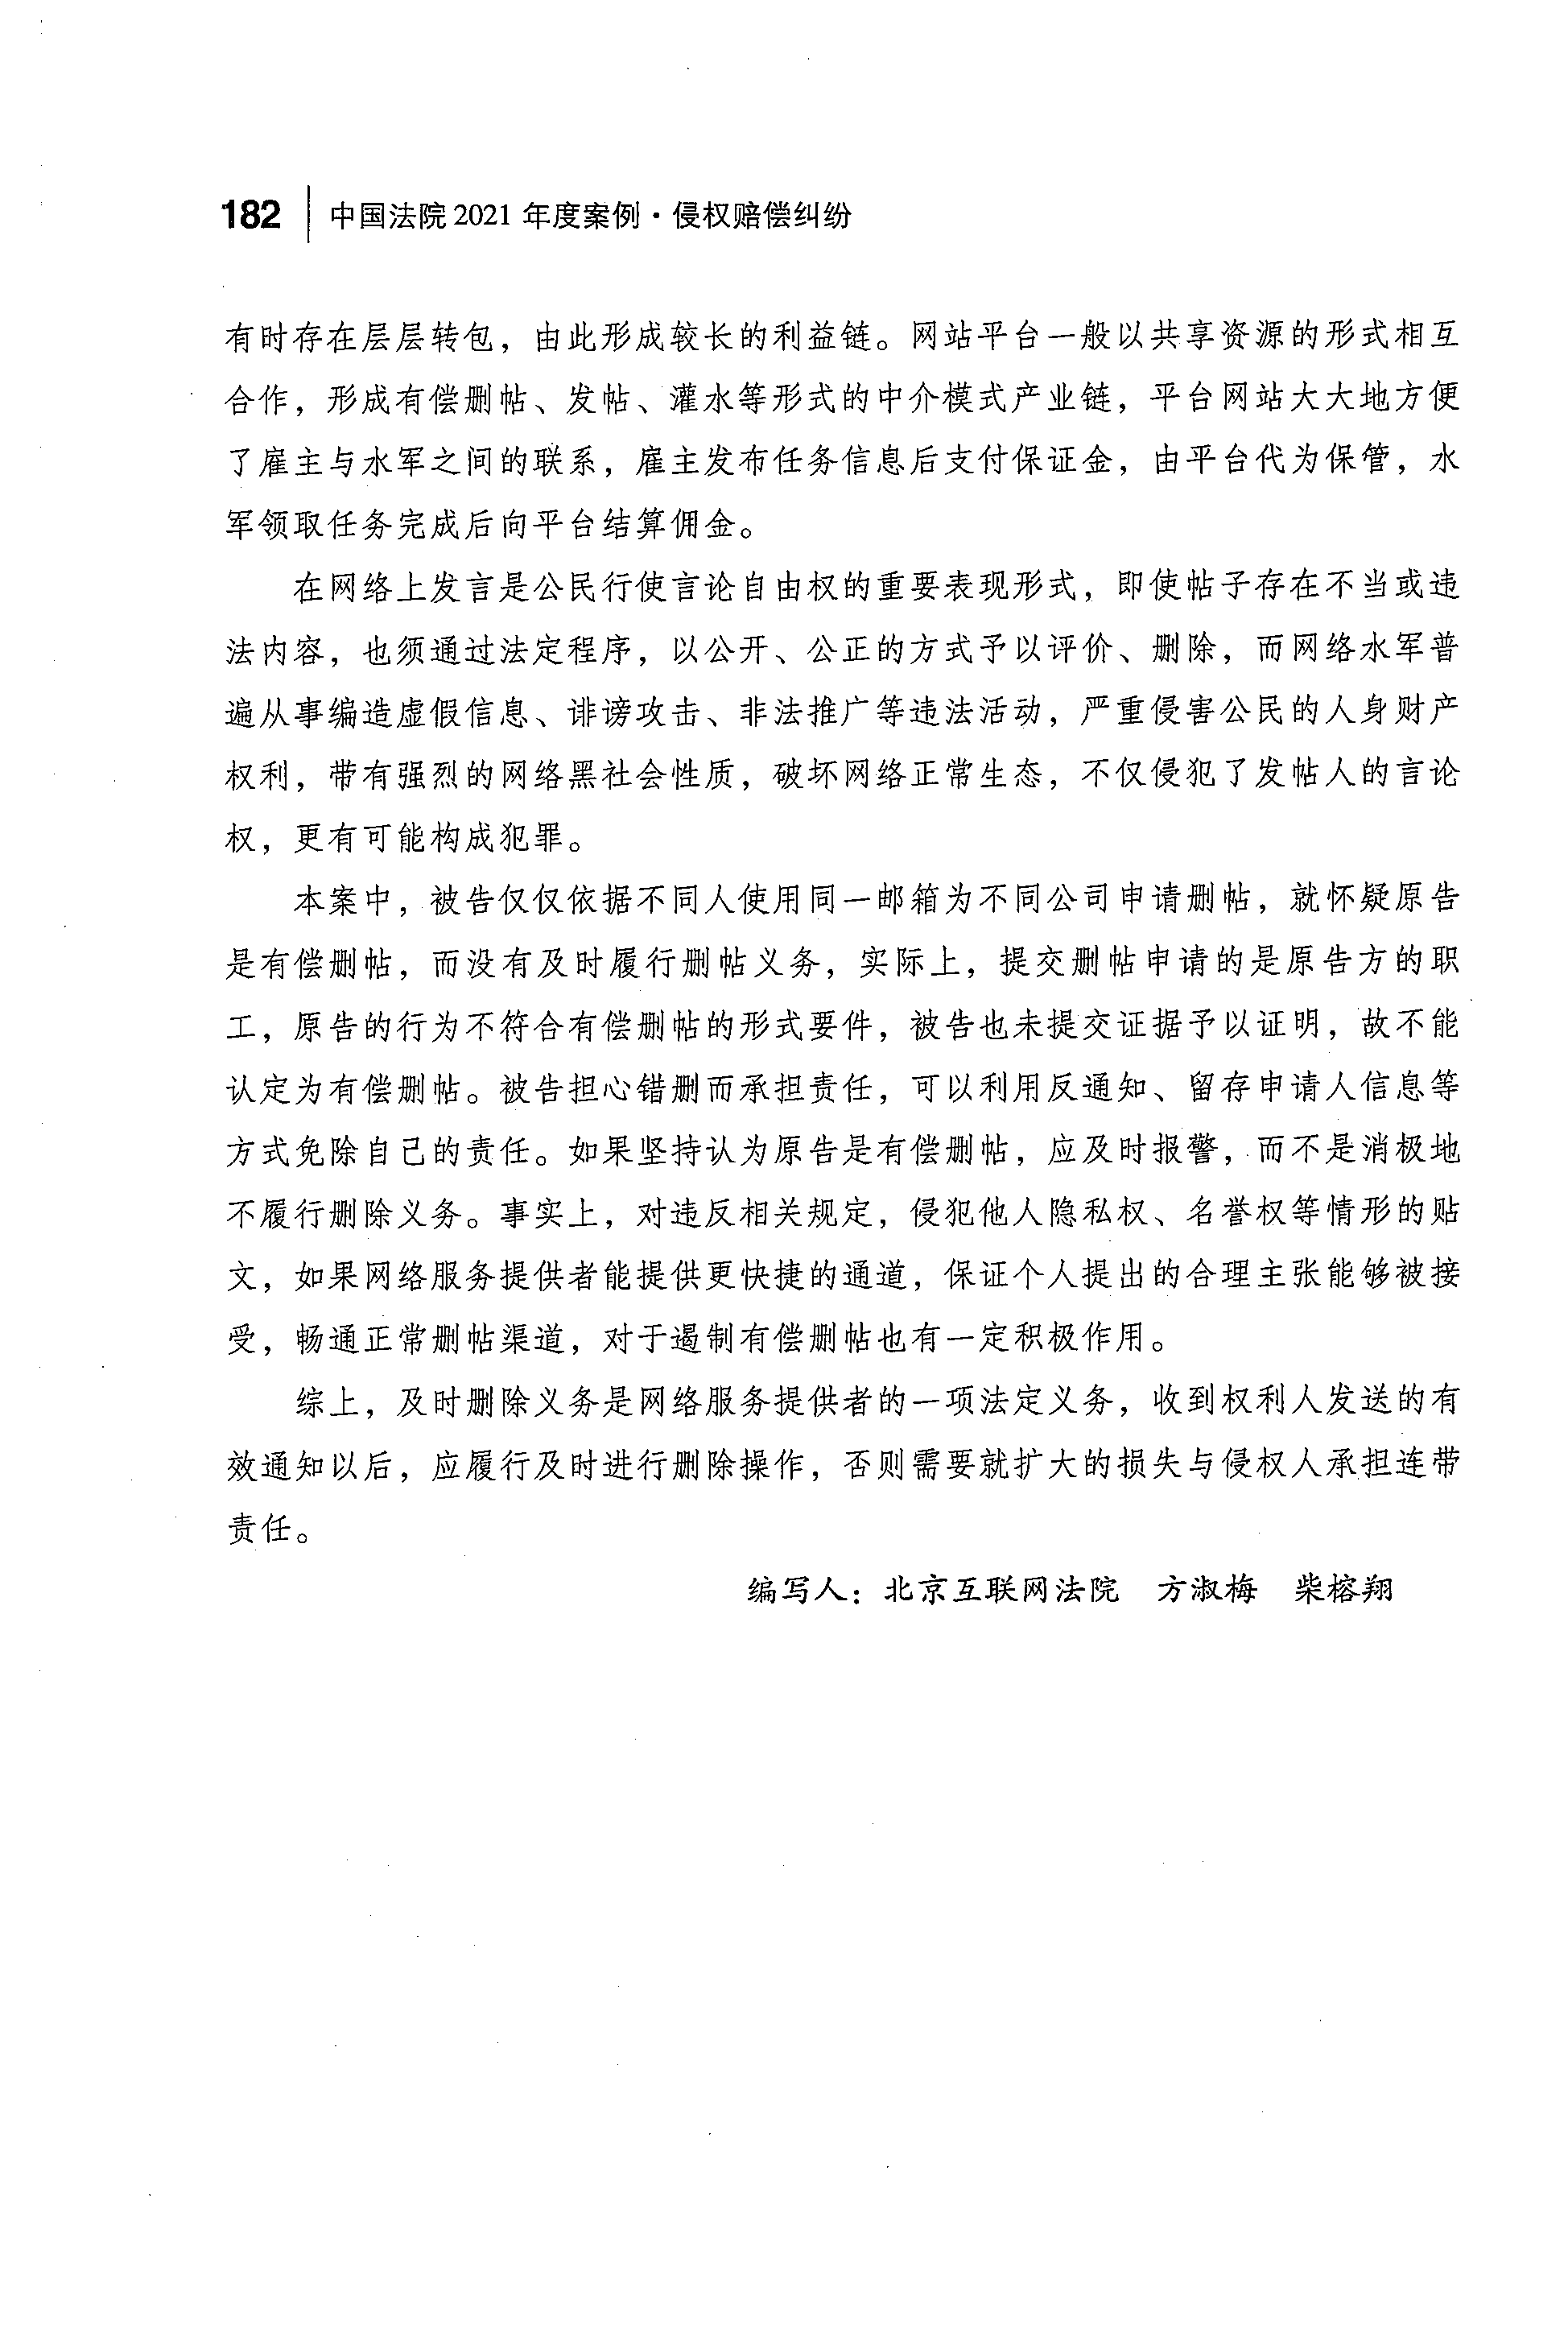 182 中国法院 2021 年度案例·侵权赔偿纠纷
有时存在层层转包，由此形成较长的利益链。网站平台一般以共享资源的形式相互
合作，形成有偿删帖、发帖、灌水等形式的中介模式产业链，平台网站大大地方便
了雇主与水军之间的联系，雇主发布任务信息后支付保证金，由平台代为保管，水
军领取任务完成后向平台结算佣金。
在网络上发言是公民行使言论自由权的重要表现形式，即使帖子存在不当或违
法内容，也须通过法定程序，以公开、公正的方式予以评价、删除，而网络水军普
遍从事编造虚假信息、诽谤攻击、非法推广等违法活动，严重侵害公民的人身财产
权利，带有强烈的网络黑社会性质，破坏网络正常生态，不仅侵犯了发帖人的言论
权，更有可能构成犯罪。
本案中，被告仅仅依据不同人使用同一邮箱为不同公司申请删帖，就怀疑原告
是有偿删帖，而没有及时履行删帖义务，实际上，提交删帖申请的是原告方的职
工，原告的行为不符合有偿删帖的形式要件，被告也未提交证据予以证明，故不能
认定为有偿删帖。被告担心错删而承担责任，可以利用反通知、留存申请人信息等
方式免除自己的责任。如果坚持认为原告是有偿删帖，应及时报警，而不是消极地
不履行删除义务。事实上，对违反相关规定，侵犯他人隐私权、名誉权等情形的贴
文，如果网络服务提供者能提供更快捷的通道，保证个人提出的合理主张能够被接
受，畅通正常删帖渠道，对于遏制有偿删帖也有一定积极作用。
综上，及时删除义务是网络服务提供者的一项法定义务，收到权利人发送的有
效通知以后，应履行及时进行删除操作，否则需要就扩大的损失与侵权人承担连带
责任。
编写人：北京互联网法院 方淑梅 柴榕翔